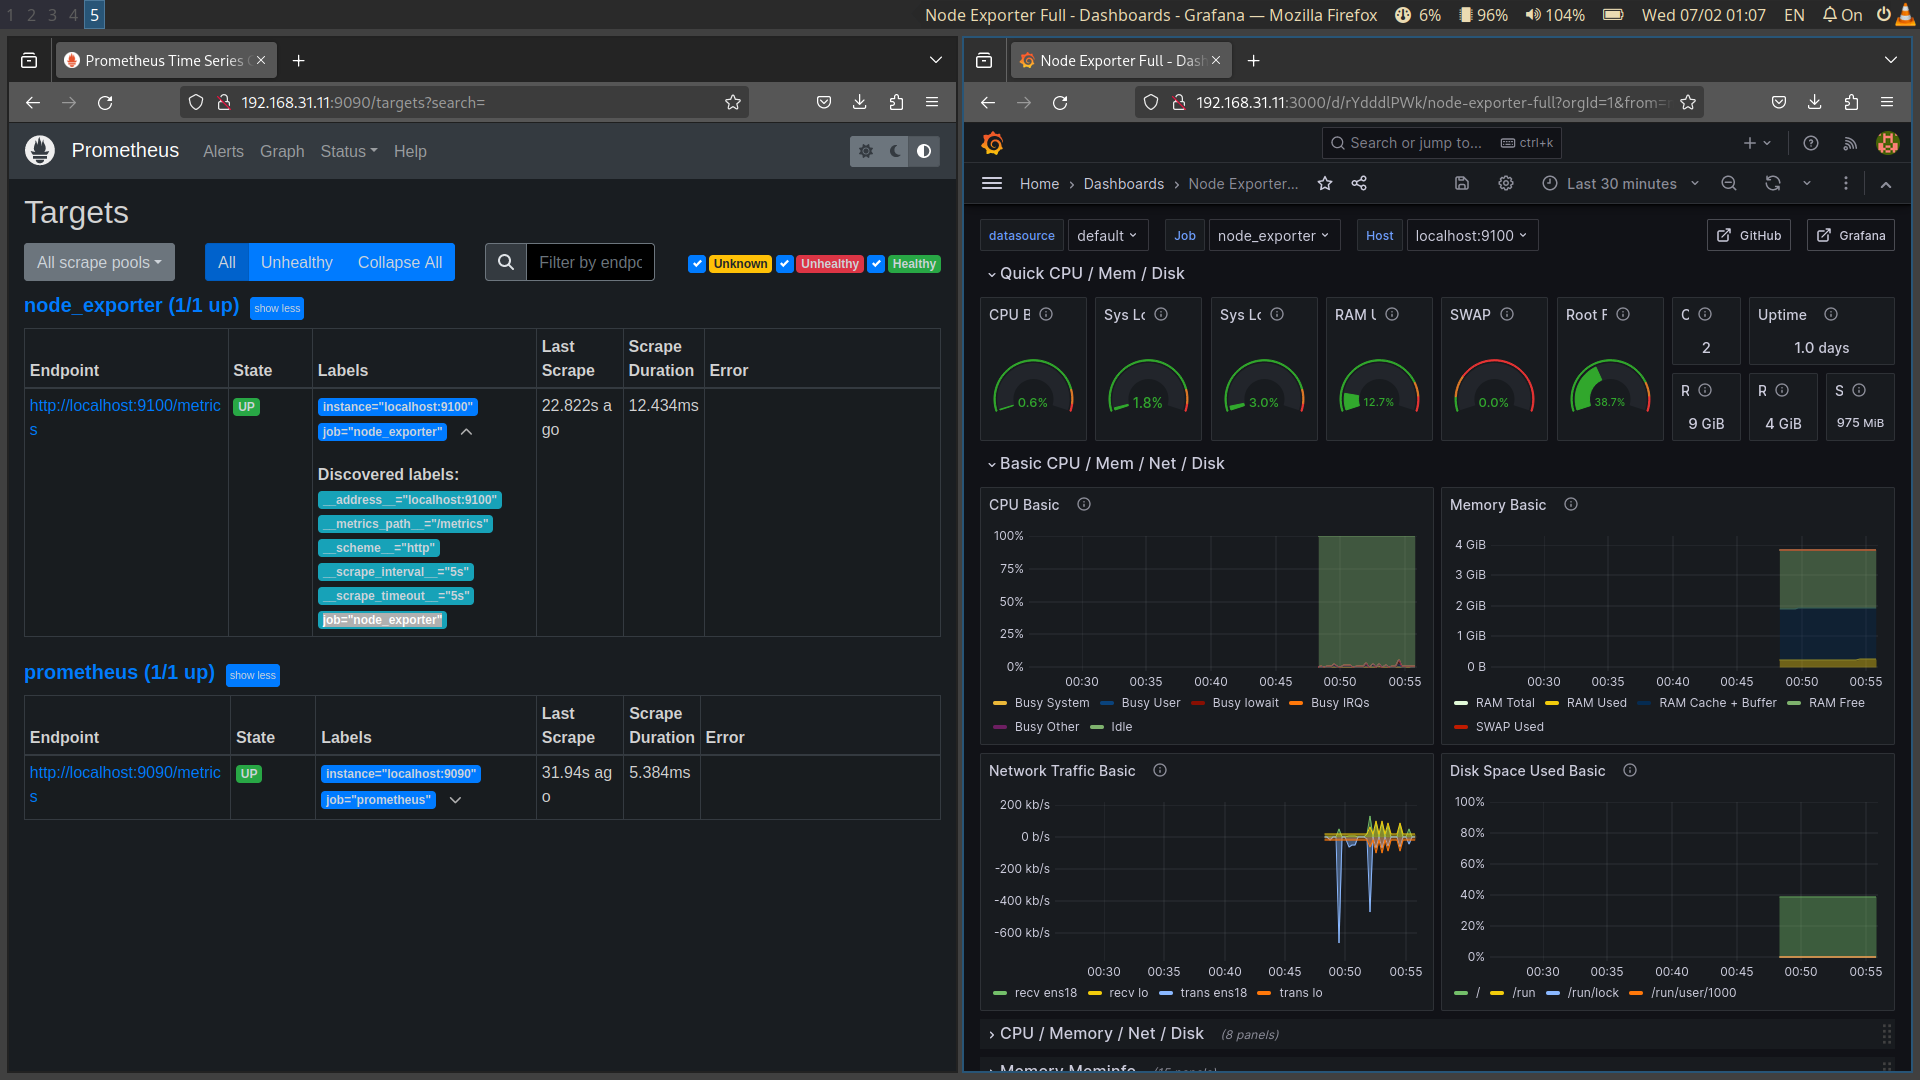 1 2 3 4 5
Node Exporter Full - Dashboards - Grafana — Mozilla Firefox
6% 96% 104% Wed 07/02 01:07 EN On
Prometheus Time Series
192.168.31.11:9090/targets?search=
Prometheus Alerts Graph Status Help
Targets
All scrape pools All Unhealthy Collapse All Filter by endpo Unknown Unhealthy Healthy
node_exporter (1/1 up) show less
Endpoint State Labels Last Scrape Scrape Duration Error
http://localhost:9100/metrics UP instance="localhost:9100" 22.822s ago 12.434ms
job="node_exporter"
Discovered labels:
__address__="localhost:9100"
__metrics_path__="/metrics"
__scheme__="http"
__scrape_interval__="5s"
__scrape_timeout__="5s"
job="node_exporter"
prometheus (1/1 up) show less
Endpoint State Labels Last Scrape Scrape Duration Error
http://localhost:9090/metrics UP instance="localhost:9090" 31.94s ago 5.384ms
job="prometheus"
Node Exporter Full - Das
192.168.31.11:3000/d/rYdddlPWk/node-exporter-full?orgId=1&from=
Search or jump to... ctrl+k
Home › Dashboards › Node Exporter... Last 30 minutes
datasource default Job node_exporter Host localhost:9100 GitHub Grafana
Quick CPU / Mem / Disk
CPU B Sys Lo Sys Lo RAM U SWAP Root F C Uptime
2 1.0 days
R R S
0.6% 1.8% 3.0% 12.7% 0.0% 38.7%
9 GiB 4 GiB 975 MiB
Basic CPU / Mem / Net / Disk
CPU Basic
100%
75%
50%
25%
0%
00:30 00:35 00:40 00:45 00:50 00:55
Busy System Busy User Busy Iowait Busy IRQs
Busy Other Idle
Memory Basic
4 GiB
3 GiB
2 GiB
1 GiB
0 B
00:30 00:35 00:40 00:45 00:50 00:55
RAM Total RAM Used RAM Cache + Buffer RAM Free
SWAP Used
Network Traffic Basic
200 kb/s
0 b/s
-200 kb/s
-400 kb/s
-600 kb/s
00:30 00:35 00:40 00:45 00:50 00:55
recv ens18 recv lo trans ens18 trans lo
Disk Space Used Basic
100%
80%
60%
40%
20%
0%
00:30 00:35 00:40 00:45 00:50 00:55
/ /run /run/lock /run/user/1000
CPU / Memory / Net / Disk (8 panels)
Memory Meminfo